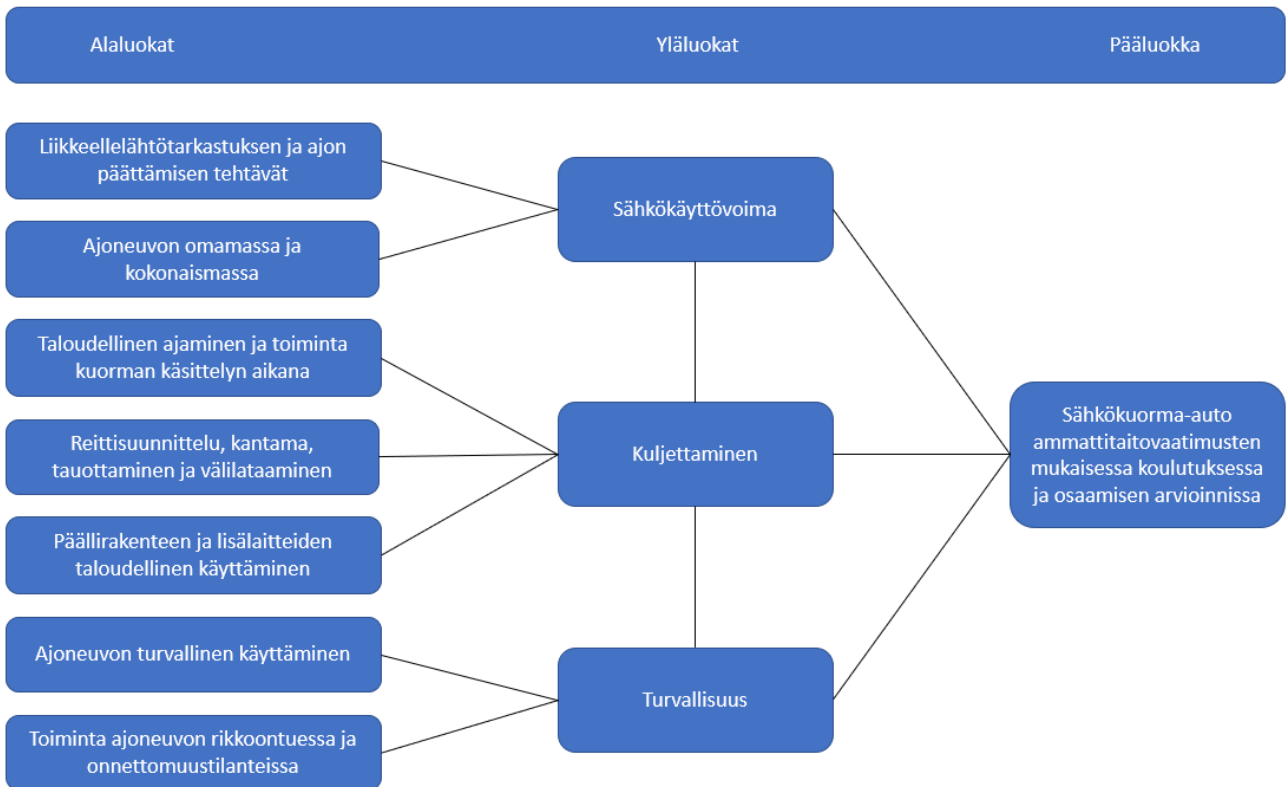 Alaluokat
Yläluokat
Pääluokka
Liikkeellelähtötarkastuksen ja ajon
päättämisen tehtävät
Ajoneuvon omamassa ja
kokonaismassa
Taloudellinen ajaminen ja toiminta
kuorman käsittelyn aikana
Reittisuunnittelu, kantama,
tauottaminen ja välilataaminen
Päällirakenteen ja lisälaitteiden
taloudellinen käyttäminen
Ajoneuvon turvallinen käyttäminen
Toiminta ajoneuvon rikkoontuessa ja
onnettomuustilanteissa
Sähkökäyttövoima
Kuljettaminen
Turvallisuus
Sähkökuorma-auto
ammattitaitovaatimusten
mukaisessa koulutuksessa
ja osaamisen arvioinnissa